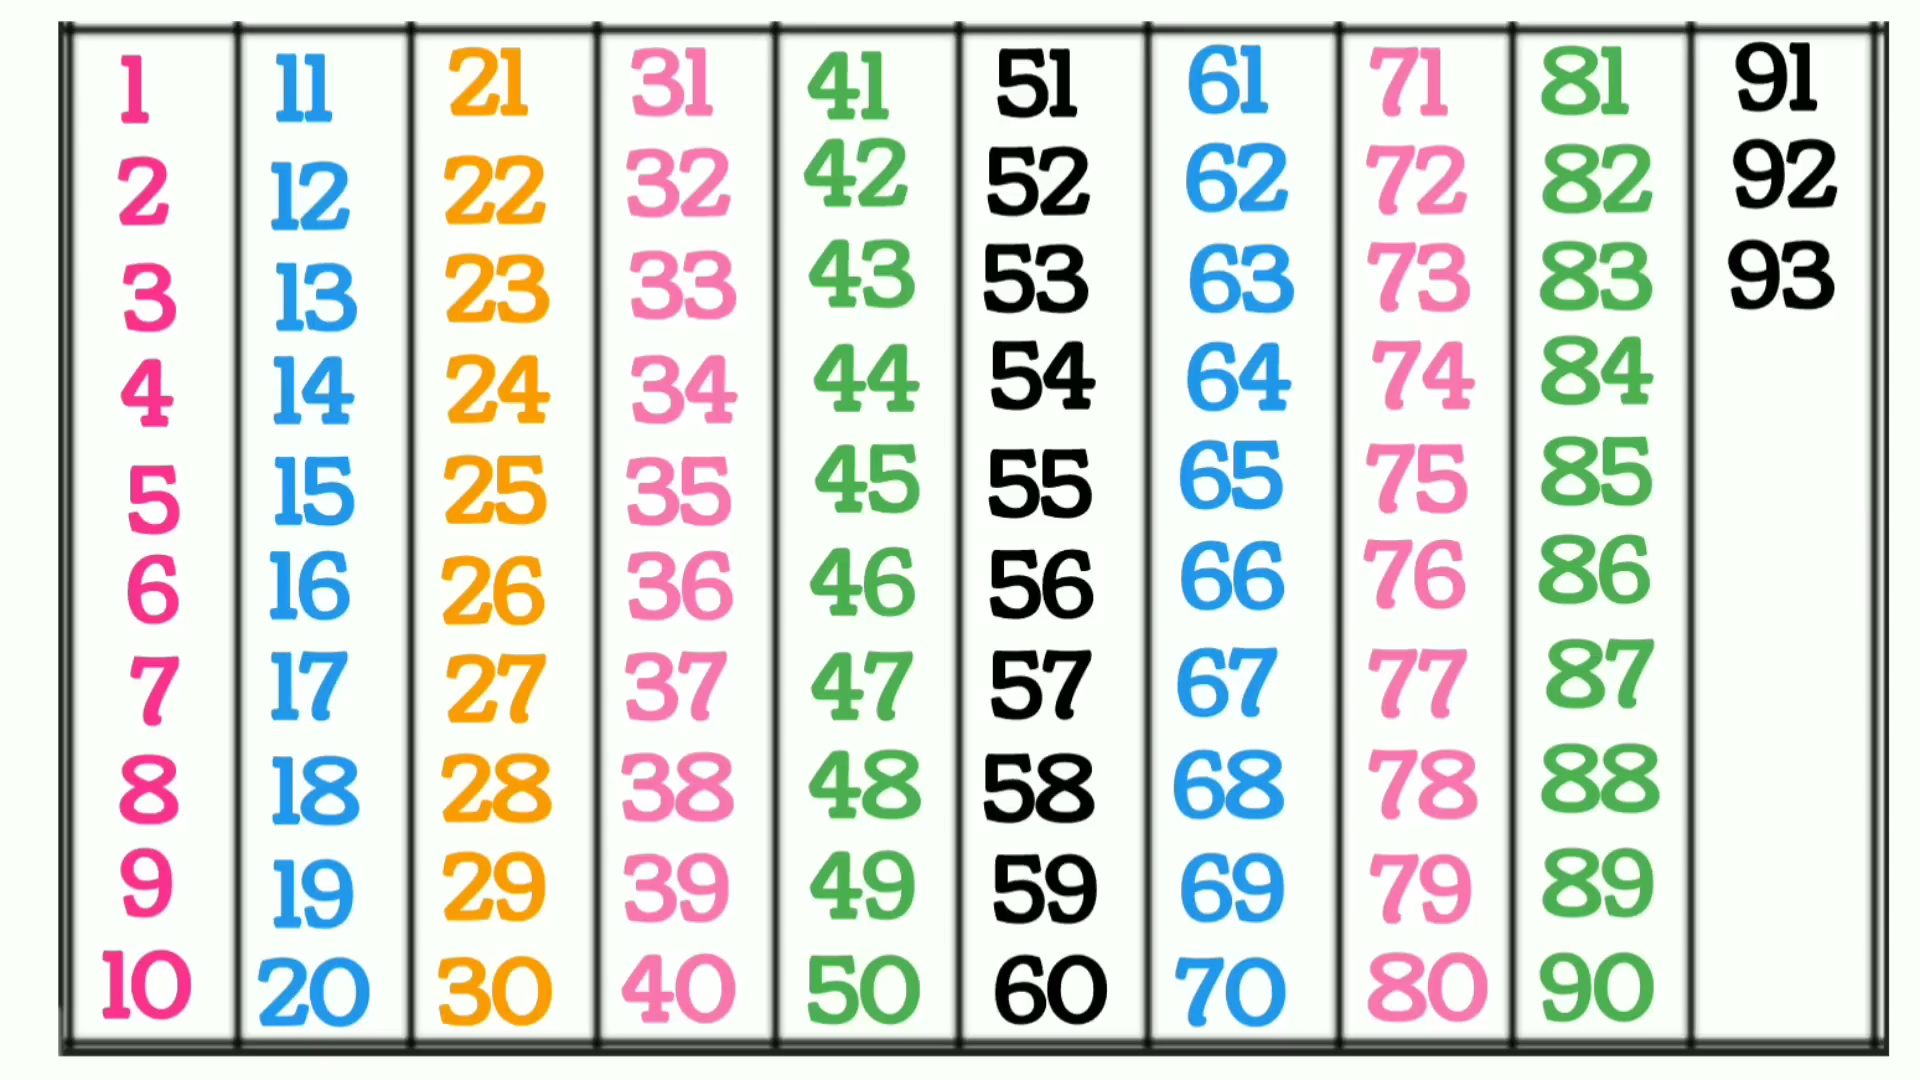 1 11 21 31 41 51 61 71 81 91
2 12 22 32 42 52 62 72 82 92
3 13 23 33 43 53 63 73 83 93
4 14 24 34 44 54 64 74 84
5 15 25 35 45 55 65 75 85
6 16 26 36 46 56 66 76 86
7 17 27 37 47 57 67 77 87
8 18 28 38 48 58 68 78 88
9 19 29 39 49 59 69 79 89
10 20 30 40 50 60 70 80 90